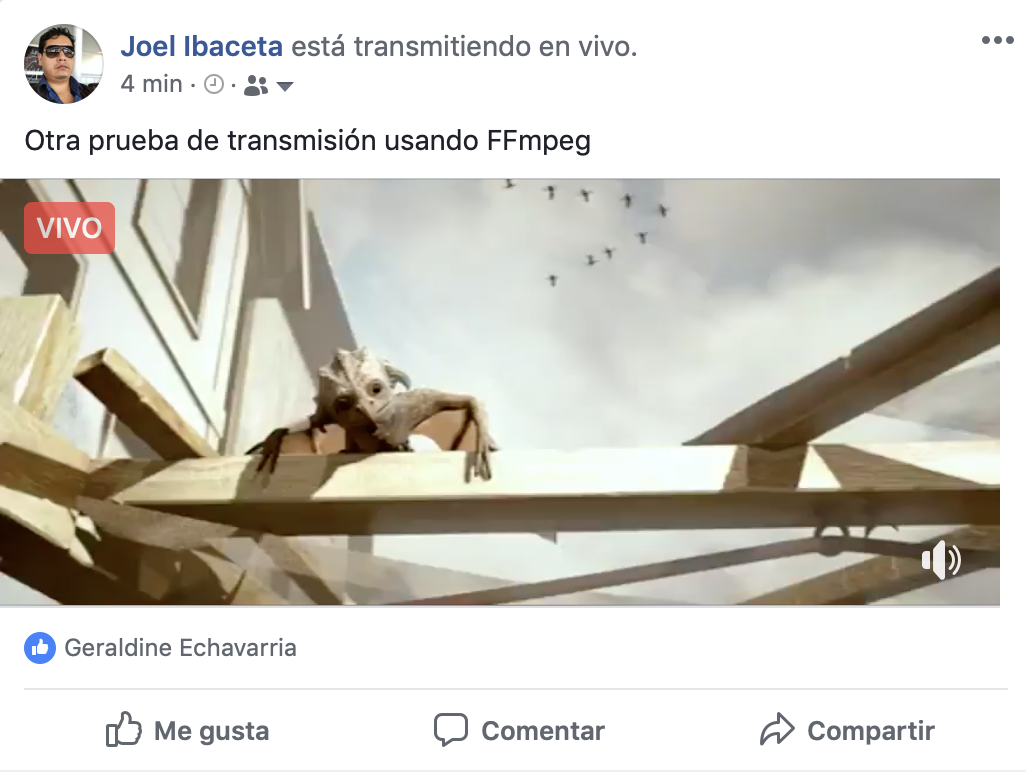 Joel Ibaceta está transmitiendo en vivo.
4 min · ·
Otra prueba de transmisión usando FFmpeg
VIVO
Geraldine Echavarria
Me gusta Comentar Compartir